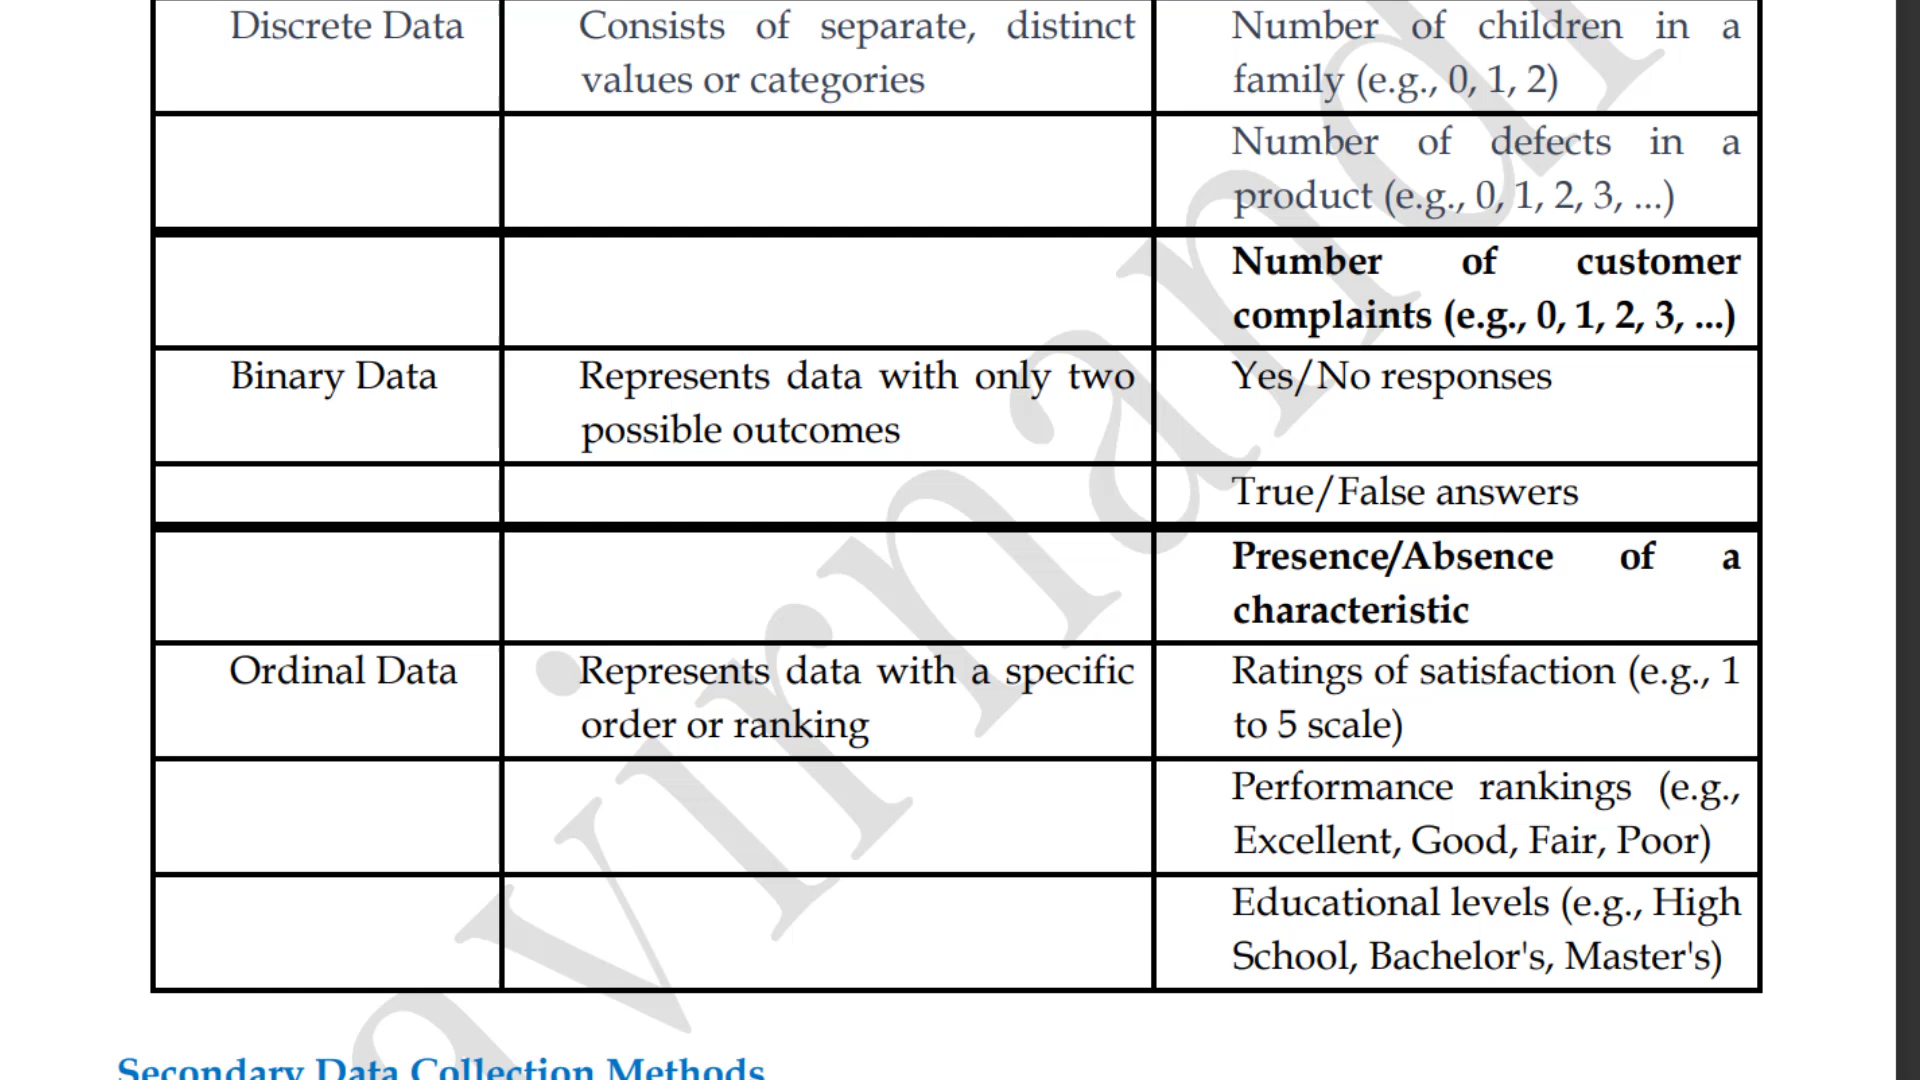 Discrete Data
Consists of separate, distinct
values or categories
Number of children in a
family (e.g., 0, 1, 2)
Number of defects in a
product (e.g., 0, 1, 2, 3, ...)
Number of customer
complaints (e.g., 0, 1, 2, 3, ...)
Binary Data
Represents data with only two
possible outcomes
Yes/No responses
True/False answers
Presence/Absence of a
characteristic
Ordinal Data
Represents data with a specific
order or ranking
Ratings of satisfaction (e.g., 1
to 5 scale)
Performance rankings (e.g.,
Excellent, Good, Fair, Poor)
Educational levels (e.g., High
School, Bachelor's, Master's)
Secondary Data Collection Methods